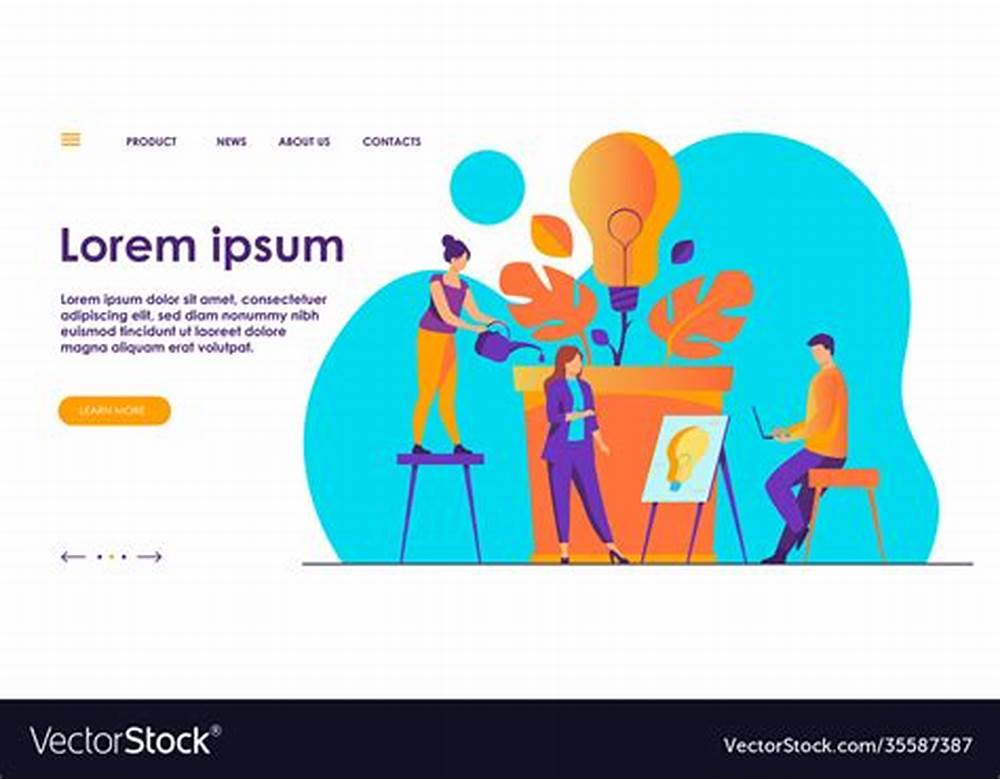 PRODUCT NEWS ABOUT US CONTACTS
Lorem ipsum
Lorem ipsum dolor sit amet, consectetuer
adipiscing elit, sed diam nonummy nibh
euismod tincidunt ut laoreet dolore
magna aliquam erat volutpat.
LEARN MORE
VectorStock®
VectorStock.com/35587387